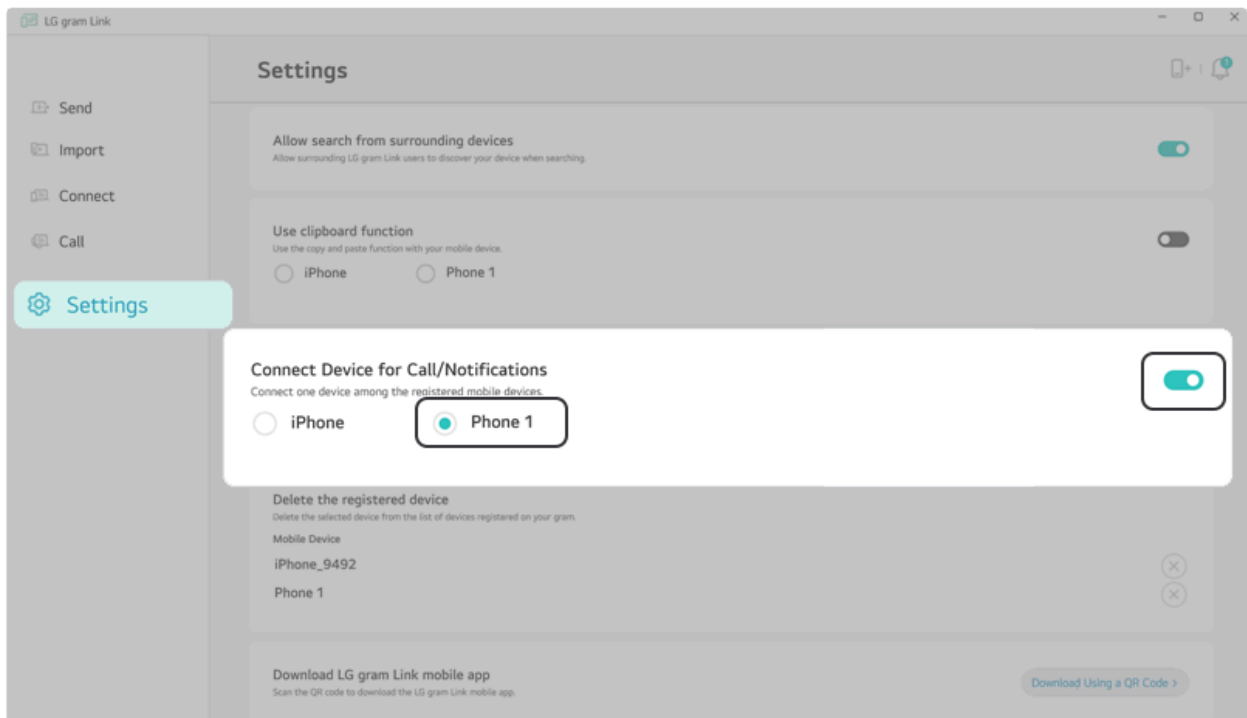 LG gram Link
Settings
1
Send
Import
Connect
Call
Settings
Allow search from surrounding devices
Allow surrounding LG gram Link users to discover your device when searching.
Use clipboard function
Use the copy and paste function with your mobile device.
iPhone Phone 1
Connect Device for Call/Notifications
Connect one device among the registered mobile devices.
iPhone Phone 1
Delete the registered device
Delete the selected device from the list of devices registered on your gram.
Mobile Device
iPhone_9492
Phone 1
Download LG gram Link mobile app
Scan the QR code to download the LG gram Link mobile app.
Download Using a QR Code >